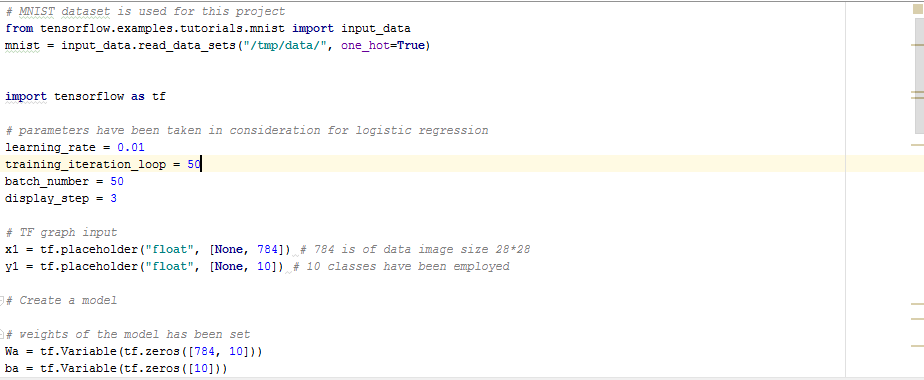 # MNIST dataset is used for this project
from tensorflow.examples.tutorials.mnist import input_data
mnist = input_data.read_data_sets("/tmp/data/", one_hot=True)
import tensorflow as tf
# parameters have been taken in consideration for logistic regression
learning_rate = 0.01
training_iteration_loop = 50
batch_number = 50
display_step = 3
# TF graph input
x1 = tf.placeholder("float", [None, 784]) # 784 is of data image size 28*28
y1 = tf.placeholder("float", [None, 10]) # 10 classes have been employed
# Create a model
# weights of the model has been set
Wa = tf.Variable(tf.zeros([784, 10]))
ba = tf.Variable(tf.zeros([10]))